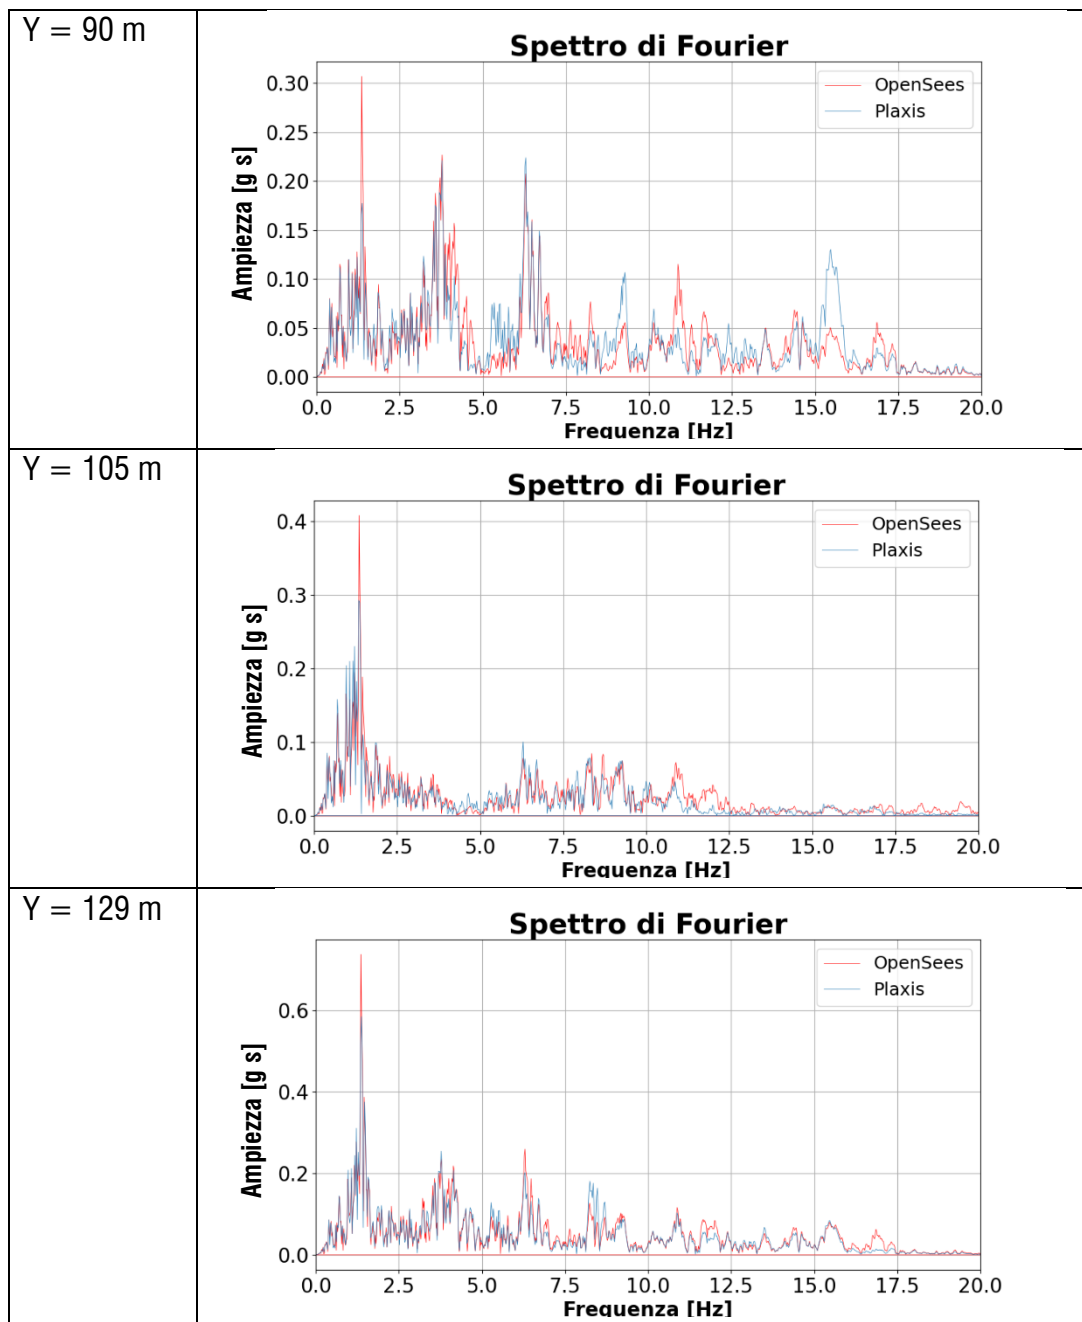 Y = 90 m
Spettro di Fourier
OpenSees
Plaxis
0.30
0.25
0.20
0.15
0.10
0.05
0.00
Ampiezza [g s]
0.0 2.5 5.0 7.5 10.0 12.5 15.0 17.5 20.0
Frequenza [Hz]
Y = 105 m
Spettro di Fourier
OpenSees
Plaxis
0.4
0.3
0.2
0.1
0.0
Ampiezza [g s]
0.0 2.5 5.0 7.5 10.0 12.5 15.0 17.5 20.0
Frequenza [Hz]
Y = 129 m
Spettro di Fourier
OpenSees
Plaxis
0.6
0.4
0.2
0.0
Ampiezza [g s]
0.0 2.5 5.0 7.5 10.0 12.5 15.0 17.5 20.0
Frequenza [Hz]